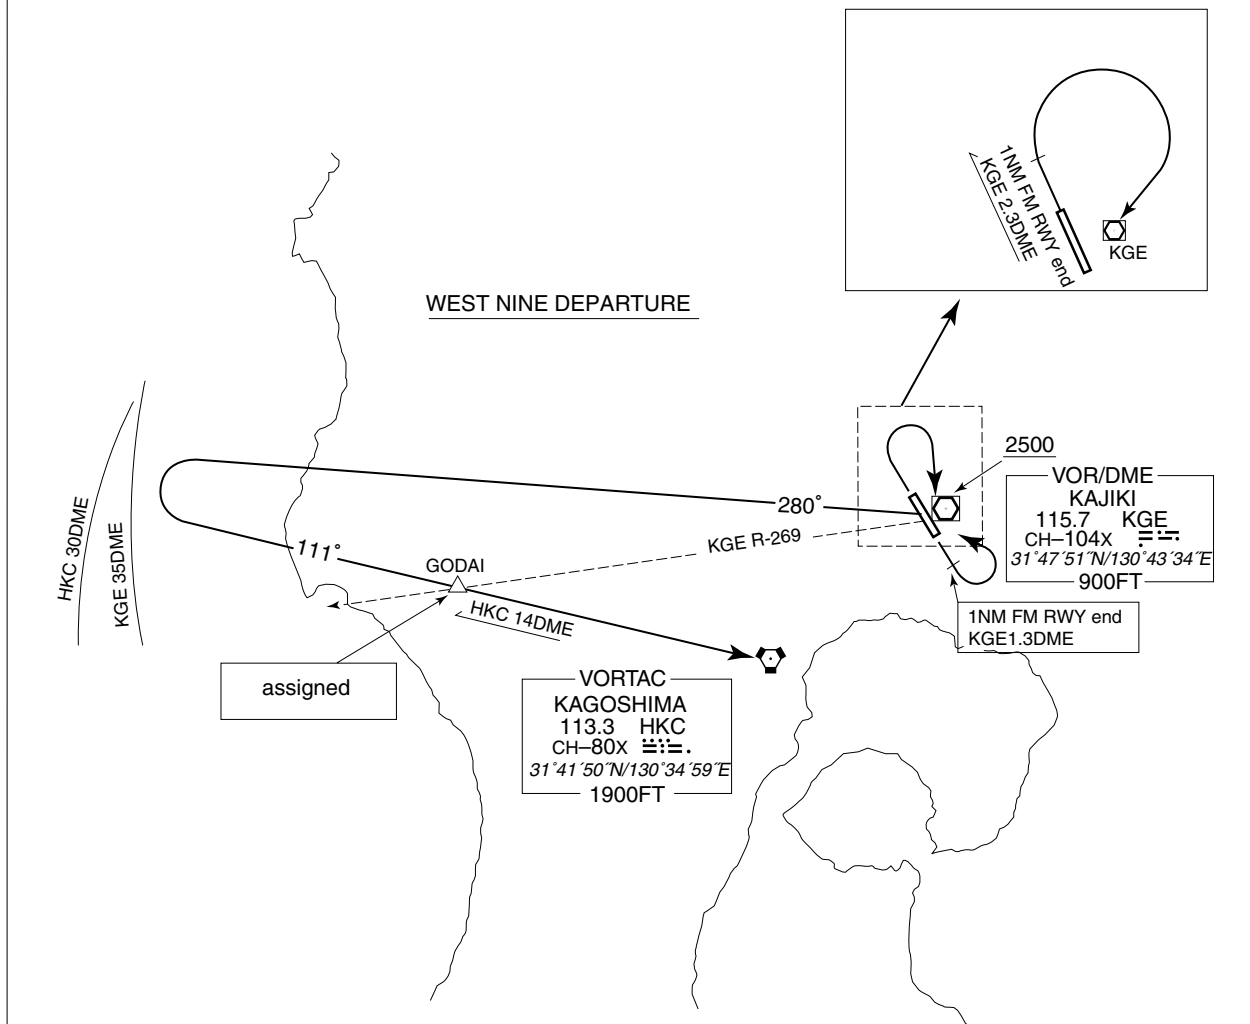 1NM FM RWY end
KGE 2.3DME
KGE
WEST NINE DEPARTURE
2500
VOR/DME
KAJIKI
115.7 KGE
CH–104X
31°47´51˝N/130°43´34˝E
900FT
280°
KGE R-269
HKC 30DME
KGE 35DME
111°
GODAI
HKC 14DME
1NM FM RWY end
KGE1.3DME
assigned
VORTAC
KAGOSHIMA
113.3 HKC
CH–80X
31°41´50˝N/130°34´59˝E
1900FT